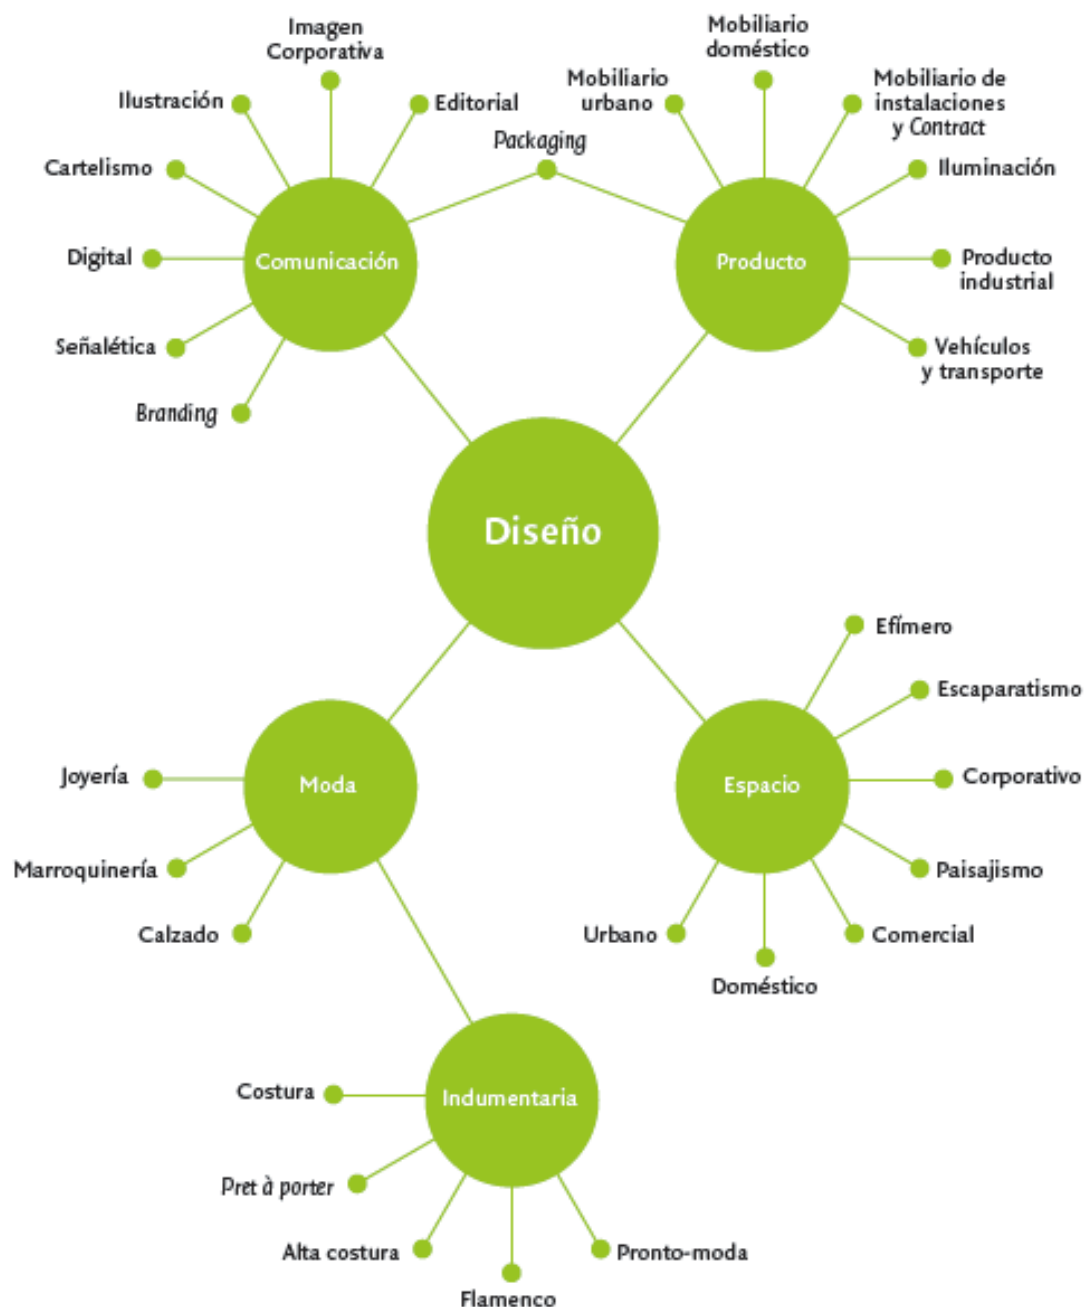 Imagen
Corporativa
Ilustración
Editorial
Cartelismo
Packaging
Digital
Comunicación
Señalética
Branding
Mobiliario
doméstico
Mobiliario
urbano
Mobiliario de
instalaciones
y Contract
Iluminación
Producto
Producto
industrial
Vehículos
y transporte
Diseño
Joyería
Moda
Marroquinería
Calzado
Efímero
Escaparatismo
Espacio
Corporativo
Paisajismo
Urbano
Comercial
Doméstico
Costura
Indumentaria
Pret à porter
Alta costura
Pronto-moda
Flamenco